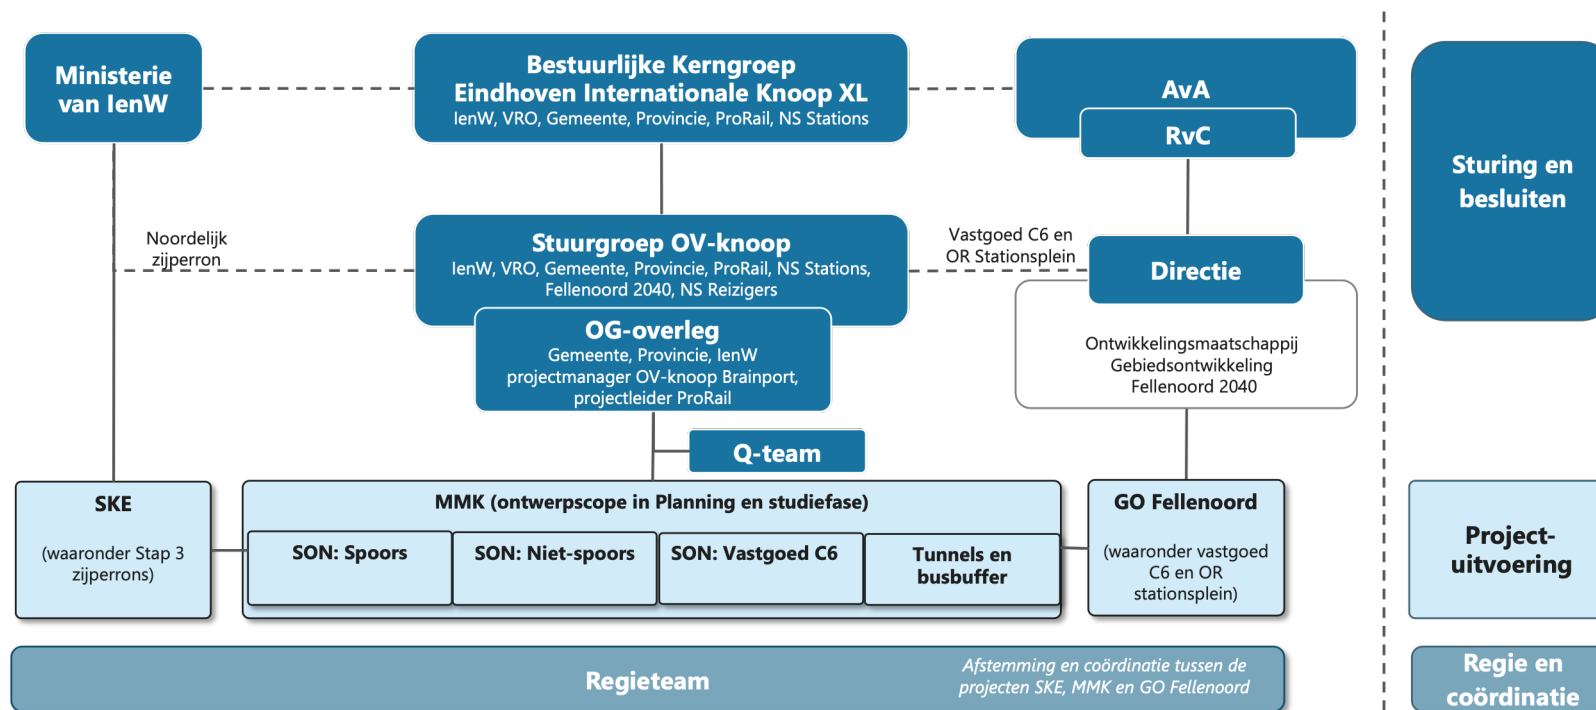 Ministerie
van IenW
Bestuurlijke Kerngroep
Eindhoven Internationale Knoop XL
IenW, VRO, Gemeente, Provincie, ProRail, NS Stations
AvA
RvC
Sturing en
besluiten
Noordelijk
zijperron
Stuurgroep OV-knoop
IenW, VRO, Gemeente, Provincie, ProRail, NS Stations,
Fellenoord 2040, NS Reizigers
Vastgoed C6 en
OR Stationsplein
Directie
OG-overleg
Gemeente, Provincie, IenW
projectmanager OV-knoop Brainport,
projectleider ProRail
Ontwikkelingsmaatschappij
Gebiedsontwikkeling
Fellenoord 2040
Q-team
SKE
(waaronder Stap 3
zijperrons)
MMK (ontwerpscope in Planning en studiefase)
SON: Spoors
SON: Niet-spoors
SON: Vastgoed C6
Tunnels en
busbuffer
GO Fellenoord
(waaronder vastgoed
C6 en OR
stationsplein)
Project-
uitvoering
Regieteam
Afstemming en coördinatie tussen de
projecten SKE, MMK en GO Fellenoord
Regie en
coördinatie